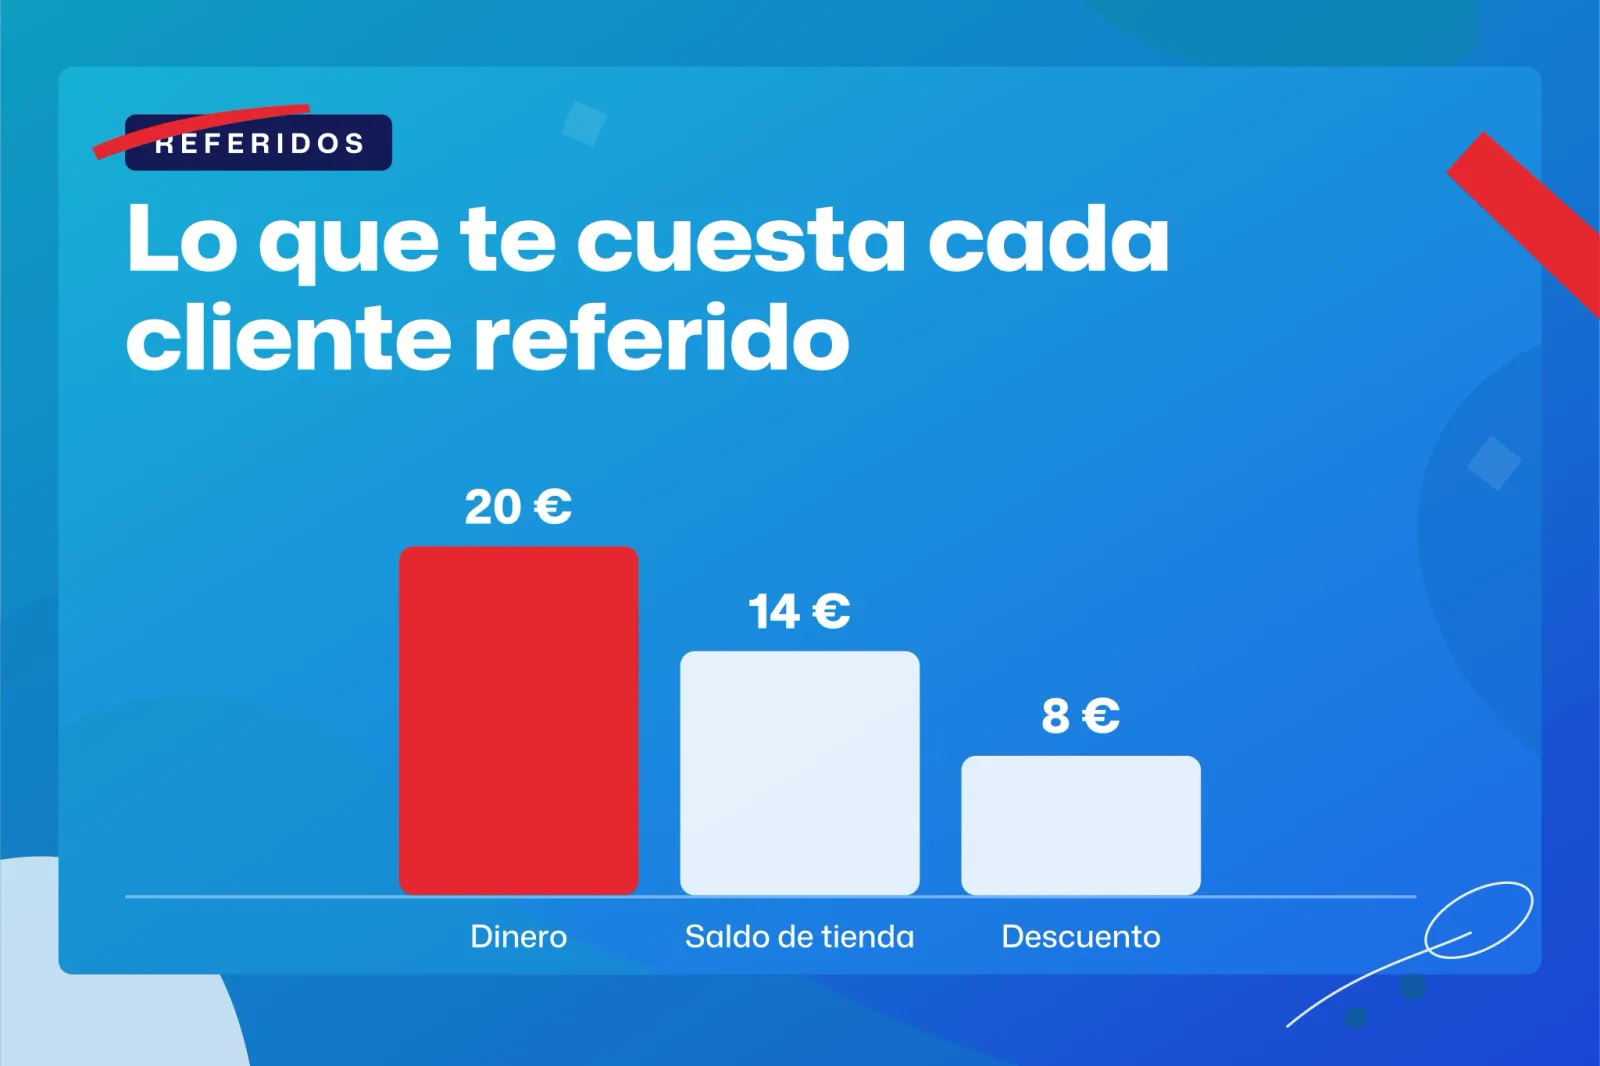 REFERIDOS
Lo que te cuesta cada
cliente referido
20 €
14 €
8 €
Dinero
Saldo de tienda
Descuento